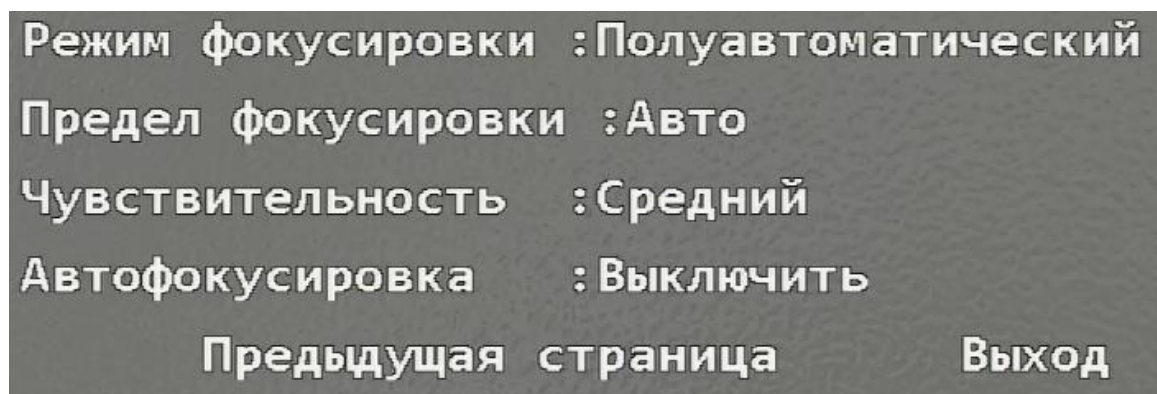 Режим фокусировки :Полуавтоматический
Предел фокусировки :Авто
Чувствительность :Средний
Автофокусировка :Выключить
Предыдущая страница Выход